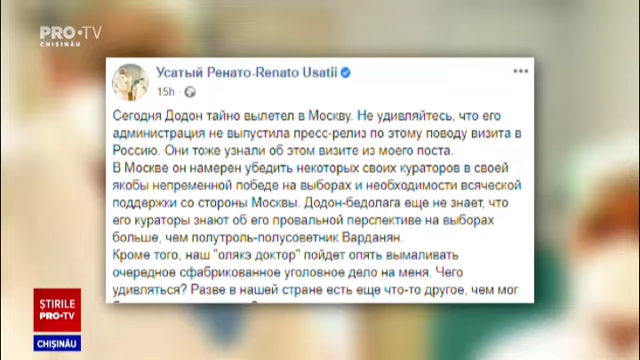 PRO•TV
CHIȘINĂU
Усатый Ренато-Renato Usatii
15h ·
Сегодня Додон тайно вылетел в Москву. Не удивляйтесь, что его
администрация не выпустила пресс-релиз по этому поводу визита в
Россию. Они тоже узнали об этом визите из моего поста.
В Москве он намерен убедить некоторых своих кураторов в своей
якобы непременной победе на выборах и необходимости всяческой
поддержки со стороны Москвы. Додон-бедолага еще не знает, что
его кураторы знают об его провальной перспективе на выборах
больше, чем полутроль-полусоветник Варданян.
Кроме того, наш "олякэ доктор" пойдет опять вымаливать
очередное сфабрикованное уголовное дело на меня. Чего
удивляться? Разве в нашей стране есть еще что-то другое, чем мог
ȘTIRILE
PRO•TV
CHIȘINĂU